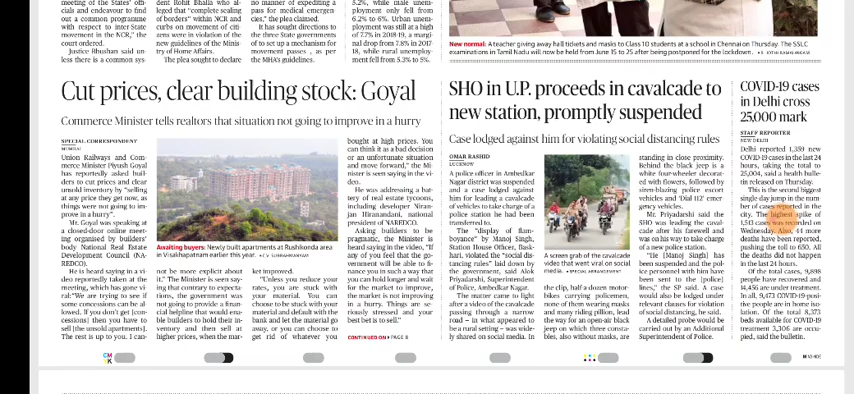 meeting of the States' offi-
cials and endeavour to find
out a common programme
with respect to inter-State
movement in the NCR," the
court ordered.
Justice Bhushan said un-
less there is a common sys-
dent Rohit Bhalla who al-
leged that "complete sealing
of borders" within NCR and
curbs on movement of citi-
zens were in violation of the
new guidelines of the Minis-
try of Home Affairs.
The plea sought to declare
no manner of expediting a
pass for medical emergen-
cies," the plea claimed.
It has sought directions to
the three State governments
of to set up a mechanism for
movement passes , as per
the MHA's guidelines.
5.2%, while male unem-
ployment only fell from
6.2% to 6%. Urban unem-
ployment was still at a high
of 7.7% in 2018-19, a margi-
nal drop from 7.8% in 2017-
18, while rural unemploy-
ment fell from 5.3% to 5%.
New normal: A teacher giving away hall tickets and masks to Class 10 students at a school in Chennai on Thursday. The SSLC
examinations in Tamil Nadu will now be held from June 15 to 25 after being postponed for the lockdown.
Cut prices, clear building stock: Goyal
Commerce Minister tells realtors that situation not going to improve in a hurry
SPECIAL CORRESPONDENT
MUMBAI
Union Railways and Com-
merce Minister Piyush Goyal
has reportedly asked buil-
ders to cut prices and clear
unsold inventory by "selling
at any price they get now, as
things were not going to im-
prove in a hurry".
Mr. Goyal was speaking at
a closed-door online meet-
ing organised by builders'
body National Real Estate
Development Council (NA-
REDCO).
He is heard saying in a vi-
deo reportedly taken at the
meeting, which has gone vi-
ral: "We are trying to see if
some concessions can be al-
lowed. If you don't get [con-
cessions] then you have to
sell [the unsold apartments].
The rest is up to you. I can-
Awaiting buyers: Newly built apartments at Rushikonda area
in Visakhapatnam earlier this year.
not be more explicit about
it." The Minister is seen say-
ing that contrary to expecta-
tions, the government was
not going to provide a finan-
cial helpline that would ena-
ble builders to hold their in-
ventory and then sell at
higher prices, when the mar-
ket improved.
"Unless you reduce your
rates, you are stuck with
your material. You can
choose to be stuck with your
material and default with the
bank and let the material go
away, or you can choose to
get rid of whatever you
bought at high prices. You
can think it as a bad decision
or an unfortunate situation
and move forward," the Mi-
nister is seen saying in the vi-
deo.
He was addressing a bat-
tery of real estate tycoons,
including developer Niran-
jan Hiranandani, national
president of NAREDCO.
Asking builders to be
pragmatic, the Minister is
heard saying in the video, "If
any of you feel that the go-
vernment will be able to fi-
nance you in such a way that
you can hold longer and wait
for the market to improve,
the market is not improving
in a hurry. Things are se-
riously stressed and your
best bet is to sell."
CONTINUED ON PAGE 8
SHO in U.P. proceeds in cavalcade to
new station, promptly suspended
Case lodged against him for violating social distancing rules
OMAR RASHID
LUCKNOW
A police officer in Ambedkar
Nagar district was suspended
and a case lodged against
him for leading a cavalcade
of vehicles to take charge of a
police station he had been
transferred to.
The "display of flam-
boyance" by Manoj Singh,
Station House Officer, Bask-
hari, violated the "social dis-
tancing rules" laid down by
the government, said Alok
Priyadarshi, Superintendent
of Police, Ambedkar Nagar.
The matter came to light
after a video of the cavalcade
passing through a narrow
road – in what appeared to
be a rural setting – was wide-
ly shared on social media. In
A screen grab of the cavalcade
video that went viral on social
media. SPECIAL ARRANGEMENT
the clip, half a dozen motor-
bikes carrying policemen,
none of them wearing masks
and many riding pillion, lead
the way for an open-air black
jeep on which three consta-
bles, also without masks, are
standing in close proximity.
Behind the black jeep is a
white four-wheeler decorat-
ed with flowers, followed by
siren-blazing police escort
vehicles and 'Dial 112' emer-
gency vehicles.
Mr. Priyadarshi said the
SHO was leading the caval-
cade after his farewell and
was on his way to take charge
of a new police station.
"He [Manoj Singh] has
been suspended and the pol-
ice personnel with him have
been sent to the [police]
lines," the SP said. A case
would also be lodged under
relevant clauses for violation
of social distancing, he said.
A detailed probe would be
carried out by an Additional
Superintendent of Police.
COVID-19 cases
in Delhi cross
25,000 mark
STAFF REPORTER
NEW DELHI
Delhi reported 1,359 new
COVID-19 cases in the last 24
hours, taking the total to
25,004, said a health bulle-
tin released on Thursday.
This is the second biggest
single day jump in the num-
ber of cases reported in the
city. The highest spike of
1,513 cases was recorded on
Wednesday. Also, 44 more
deaths have been reported,
pushing the toll to 650. All
the deaths did not happen
in the last 24 hours.
Of the total cases, 9,898
people have recovered and
14,456 are under treatment.
In all, 9,473 COVID-19 posit-
ive people are in home iso-
lation. Of the total 8,373
beds available for COVID-19
treatment 3,306 are occu-
pied, said the bulletin.
CM
K